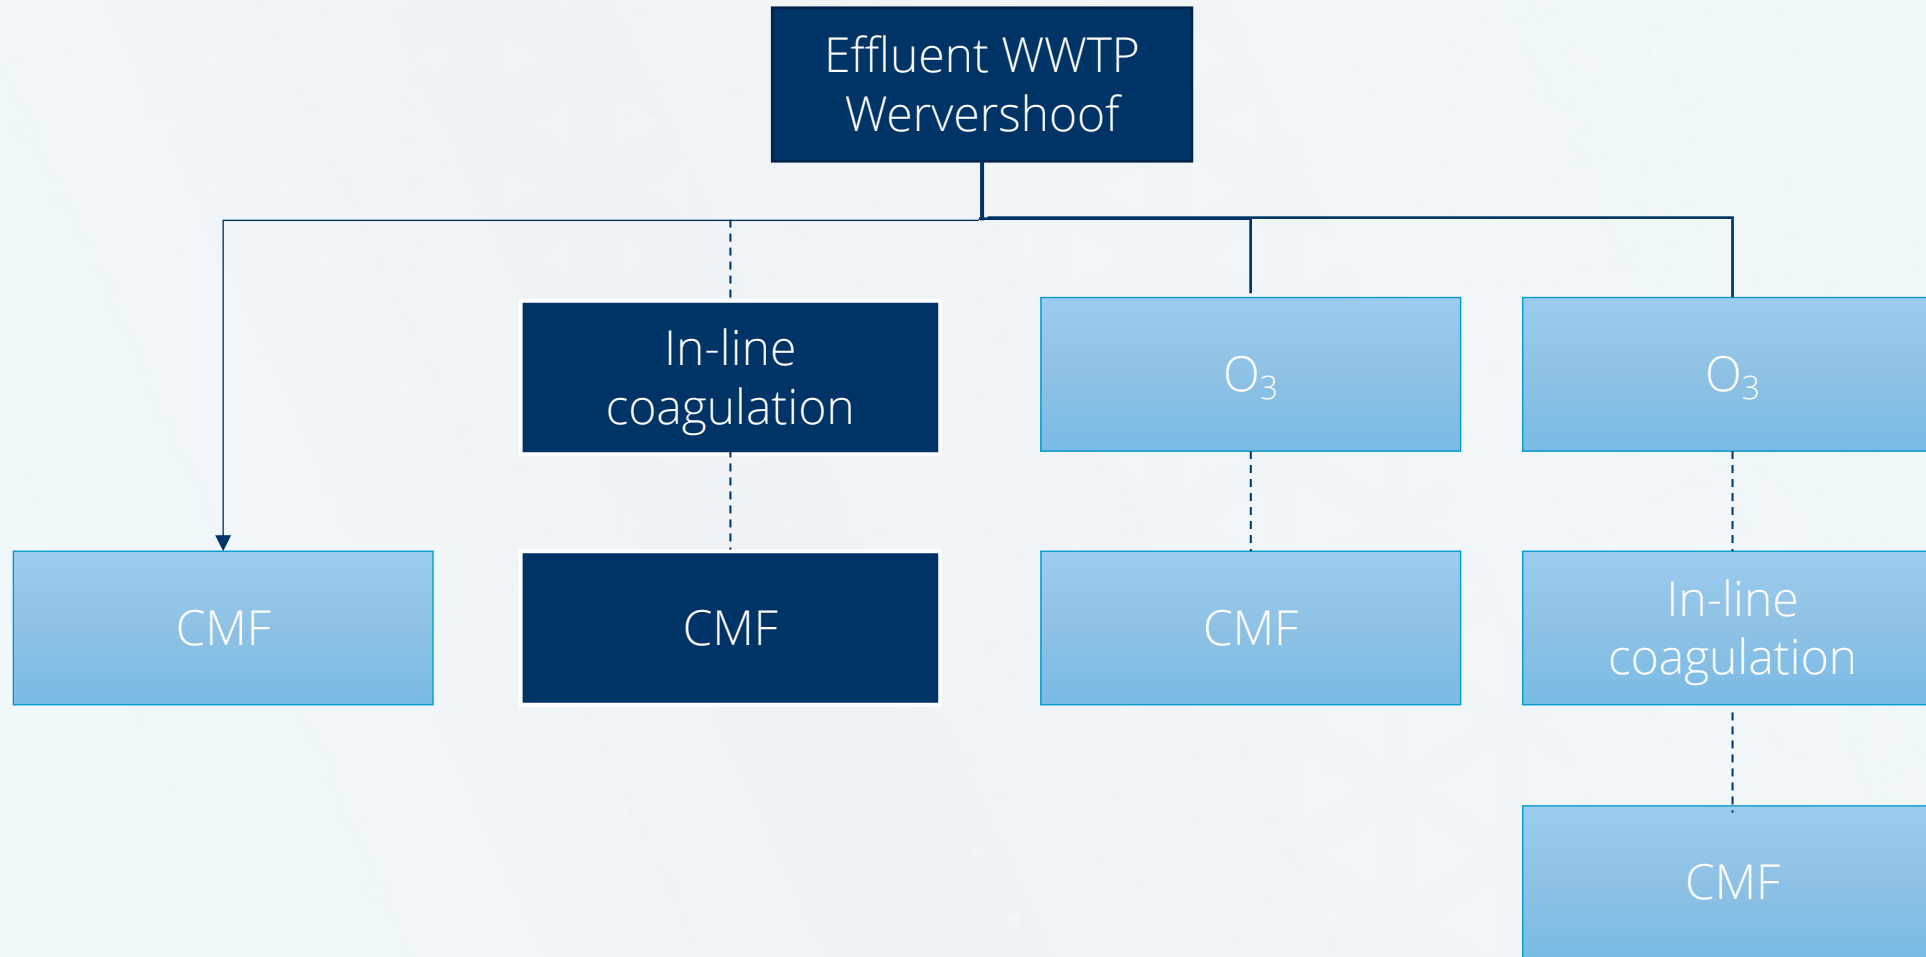 Effluent WWTP
Wervershoof
In-line
coagulation
O₃
O₃
CMF
CMF
CMF
In-line
coagulation
CMF